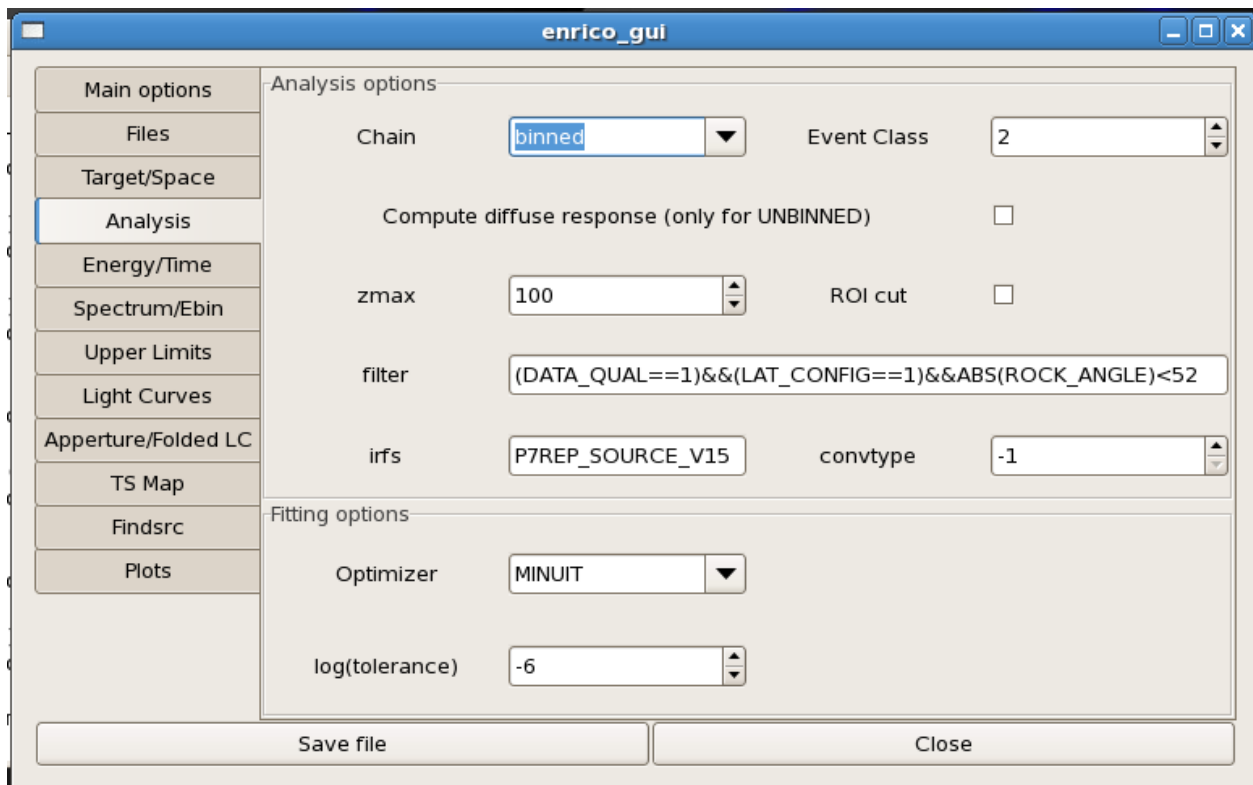 enrico_gui
Main options
Files
Target/Space
Analysis
Energy/Time
Spectrum/Ebin
Upper Limits
Light Curves
Apperture/Folded LC
TS Map
Findsrc
Plots
Analysis options
Chain binned Event Class 2
Compute diffuse response (only for UNBINNED)
zmax 100 ROI cut
filter (DATA_QUAL==1)&&(LAT_CONFIG==1)&&ABS(ROCK_ANGLE)<52
irfs P7REP_SOURCE_V15 convtype -1
Fitting options
Optimizer MINUIT
log(tolerance) -6
Save file Close